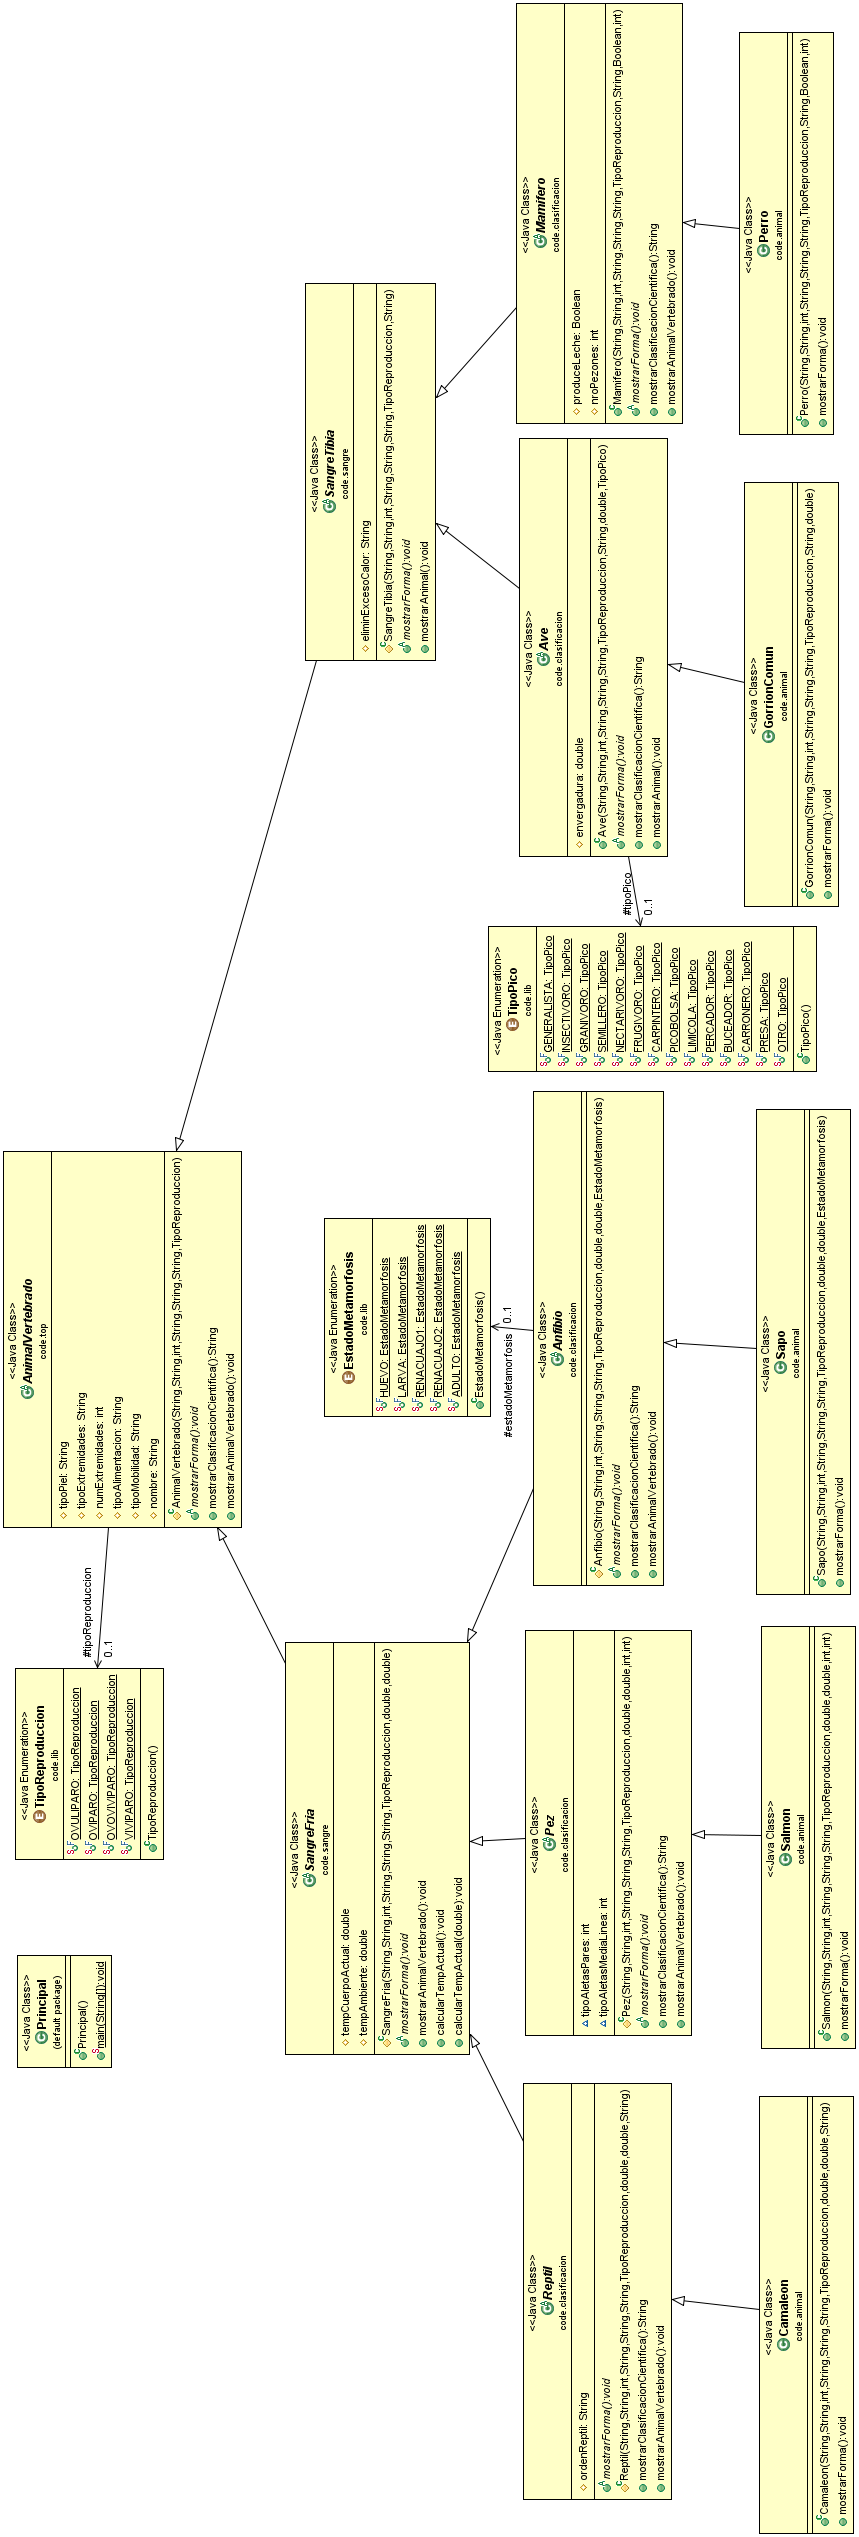 <<Java Class>>
Principal
(default package)
Principal()
main(String[]):void
<<Java Enumeration>>
TipoReproduccion
code.lib
OVULIPARO: TipoReproduccion
OVIPARO: TipoReproduccion
OVOVIVIPARO: TipoReproduccion
VIVIPARO: TipoReproduccion
TipoReproduccion()
#tipoReproduccion
0..1
<<Java Class>>
AnimalVertebrado
code.top
tipoPiel: String
tipoExtremidades: String
numExtremidades: int
tipoAlimentacion: String
tipoMobilidad: String
nombre: String
AnimalVertebrado(String,String,int,String,String,String,TipoReproduccion)
mostrarForma():void
mostrarClasificacionCientifica():String
mostrarAnimalVertebrado():void
<<Java Class>>
SangreFria
code.sangre
tempCuerpoActual: double
tempAmbiente: double
SangreFria(String,String,int,String,String,String,TipoReproduccion,double,double)
mostrarForma():void
mostrarAnimalVertebrado():void
calcularTempActual():void
calcularTempActual(double):void
<<Java Enumeration>>
EstadoMetamorfosis
code.lib
HUEVO: EstadoMetamorfosis
LARVA: EstadoMetamorfosis
RENACUAJO1: EstadoMetamorfosis
RENACUAJO2: EstadoMetamorfosis
ADULTO: EstadoMetamorfosis
EstadoMetamorfosis()
#estadoMetamorfosis
0..1
<<Java Class>>
SangreTibia
code.sangre
eliminExcesoCalor: String
SangreTibia(String,String,int,String,String,String,TipoReproduccion,String)
mostrarForma():void
mostrarAnimal():void
<<Java Class>>
Reptil
code.clasificacion
ordenReptil: String
mostrarForma():void
Reptil(String,String,int,String,String,String,TipoReproduccion,double,double,String)
mostrarClasificacionCientifica():String
mostrarAnimalVertebrado():void
<<Java Class>>
Pez
code.clasificacion
tipoAletasPares: int
tipoAletasMediaLinea: int
Pez(String,String,int,String,String,String,TipoReproduccion,double,double,int,int)
mostrarForma():void
mostrarClasificacionCientifica():String
mostrarAnimalVertebrado():void
<<Java Class>>
Anfibio
code.clasificacion
Anfibio(String,String,int,String,String,String,TipoReproduccion,double,double,EstadoMetamorfosis)
mostrarForma():void
mostrarClasificacionCientifica():String
mostrarAnimalVertebrado():void
<<Java Enumeration>>
TipoPico
code.lib
GENERALISTA: TipoPico
INSECTIVORO: TipoPico
GRANIVORO: TipoPico
SEMILLERO: TipoPico
NECTARIVORO: TipoPico
FRUGIVORO: TipoPico
CARPINTERO: TipoPico
PICOBOLSA: TipoPico
LIMICOLA: TipoPico
PERCADOR: TipoPico
BUCEADOR: TipoPico
CARRONERO: TipoPico
PRESA: TipoPico
OTRO: TipoPico
TipoPico()
#tipoPico
0..1
<<Java Class>>
Ave
code.clasificacion
envergadura: double
Ave(String,String,int,String,String,String,TipoReproduccion,String,double,TipoPico)
mostrarForma():void
mostrarClasificacionCientifica():String
mostrarAnimal():void
<<Java Class>>
Mamifero
code.clasificacion
produceLeche: Boolean
nroPezones: int
Mamifero(String,String,int,String,String,String,TipoReproduccion,String,Boolean,int)
mostrarForma():void
mostrarClasificacionCientifica():String
mostrarAnimalVertebrado():void
<<Java Class>>
Camaleon
code.animal
Camaleon(String,String,int,String,String,String,TipoReproduccion,double,double,String)
mostrarForma():void
<<Java Class>>
Salmon
code.animal
Salmon(String,String,int,String,String,String,TipoReproduccion,double,double,int,int)
mostrarForma():void
<<Java Class>>
Sapo
code.animal
Sapo(String,String,int,String,String,String,TipoReproduccion,double,double,EstadoMetamorfosis)
mostrarForma():void
<<Java Class>>
GorrionComun
code.animal
GorrionComun(String,String,int,String,String,String,TipoReproduccion,String,double)
mostrarForma():void
<<Java Class>>
Perro
code.animal
Perro(String,String,int,String,String,String,TipoReproduccion,String,Boolean,int)
mostrarForma():void